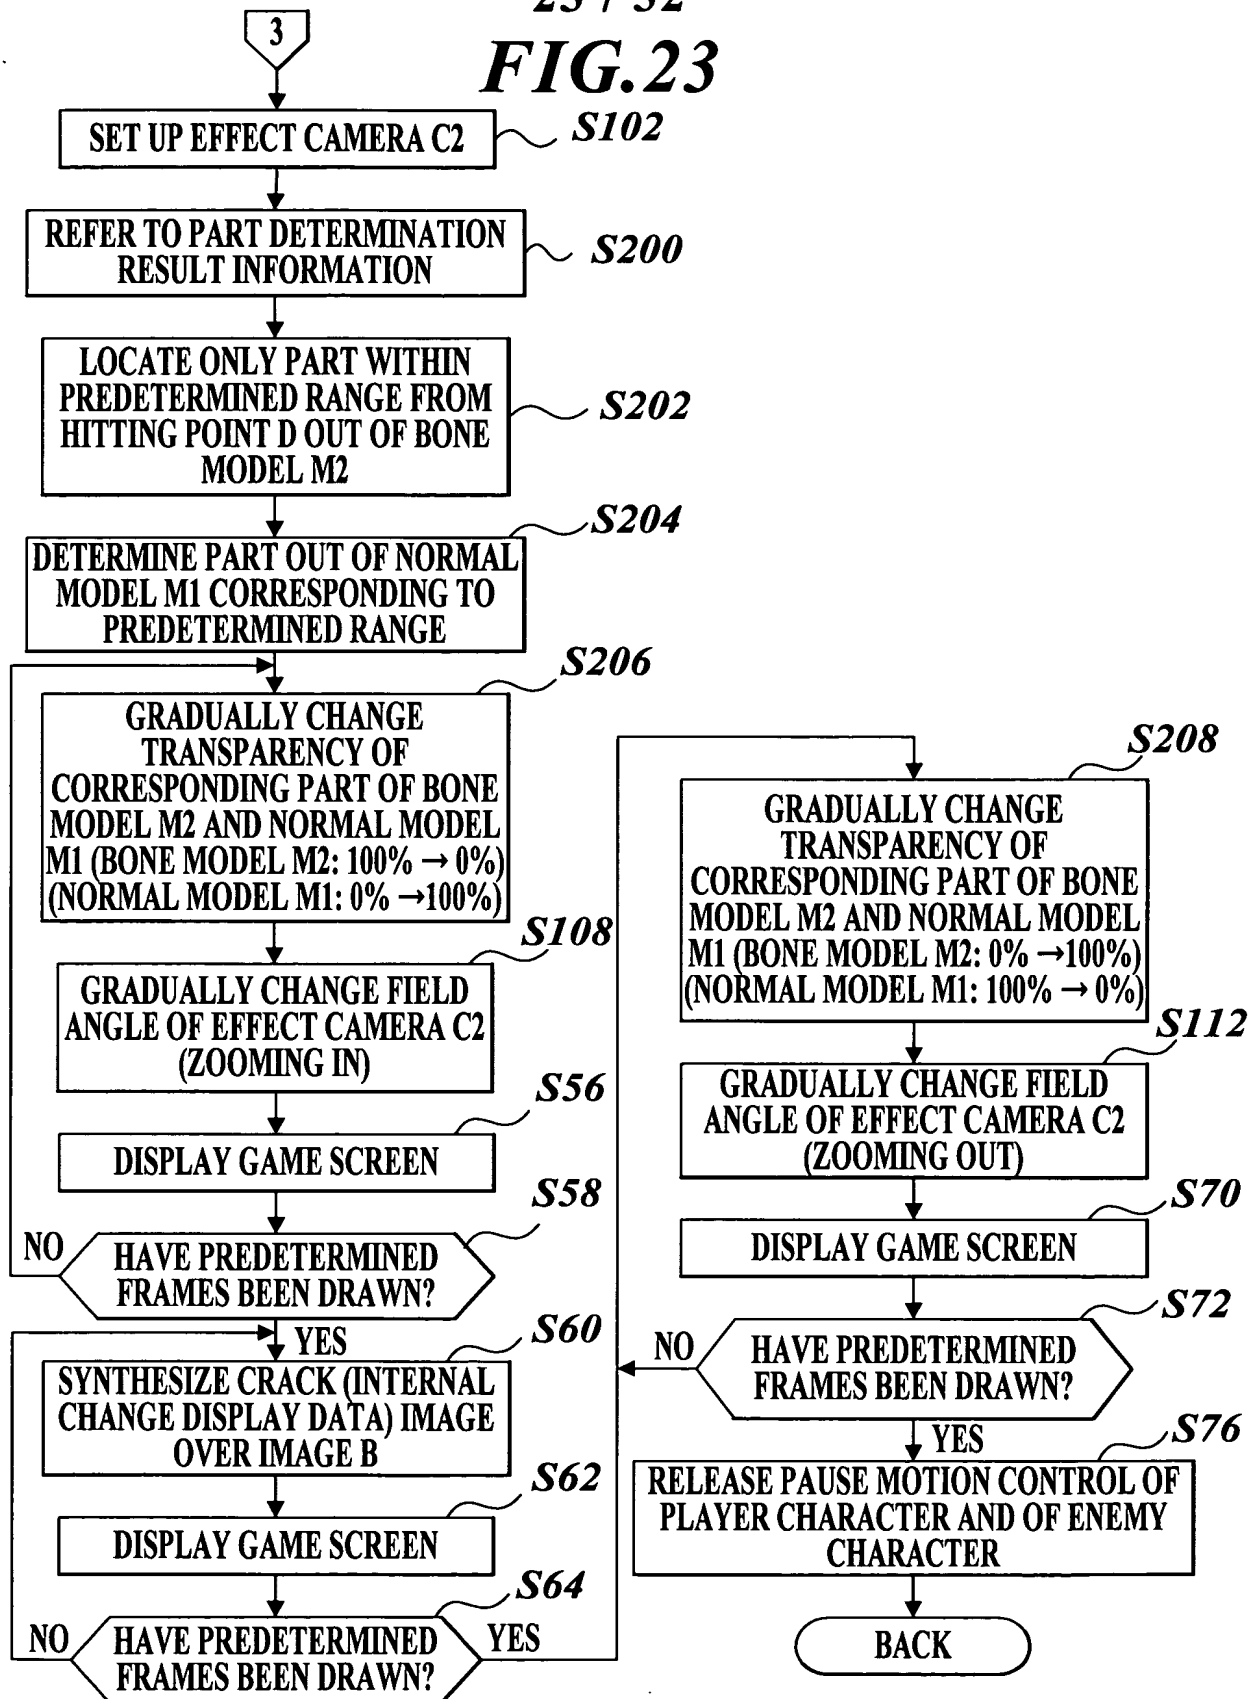 23 / 32
FIG.23
3
SET UP EFFECT CAMERA C2
S102
REFER TO PART DETERMINATION
RESULT INFORMATION
S200
LOCATE ONLY PART WITHIN
PREDETERMINED RANGE FROM
HITTING POINT D OUT OF BONE
MODEL M2
S202
S204
DETERMINE PART OUT OF NORMAL
MODEL M1 CORRESPONDING TO
PREDETERMINED RANGE
S206
GRADUALLY CHANGE
TRANSPARENCY OF
CORRESPONDING PART OF BONE
MODEL M2 AND NORMAL MODEL
M1 (BONE MODEL M2: 100% → 0%)
(NORMAL MODEL M1: 0% →100%)
S108
GRADUALLY CHANGE FIELD
ANGLE OF EFFECT CAMERA C2
(ZOOMING IN)
S56
DISPLAY GAME SCREEN
S58
NO
HAVE PREDETERMINED
FRAMES BEEN DRAWN?
YES
S60
SYNTHESIZE CRACK (INTERNAL
CHANGE DISPLAY DATA) IMAGE
OVER IMAGE B
S62
DISPLAY GAME SCREEN
S64
NO
HAVE PREDETERMINED
FRAMES BEEN DRAWN?
YES
S208
GRADUALLY CHANGE
TRANSPARENCY OF
CORRESPONDING PART OF BONE
MODEL M2 AND NORMAL MODEL
M1 (BONE MODEL M2: 0% →100%)
(NORMAL MODEL M1: 100% → 0%)
S112
GRADUALLY CHANGE FIELD
ANGLE OF EFFECT CAMERA C2
(ZOOMING OUT)
S70
DISPLAY GAME SCREEN
S72
NO
HAVE PREDETERMINED
FRAMES BEEN DRAWN?
YES
S76
RELEASE PAUSE MOTION CONTROL OF
PLAYER CHARACTER AND OF ENEMY
CHARACTER
BACK